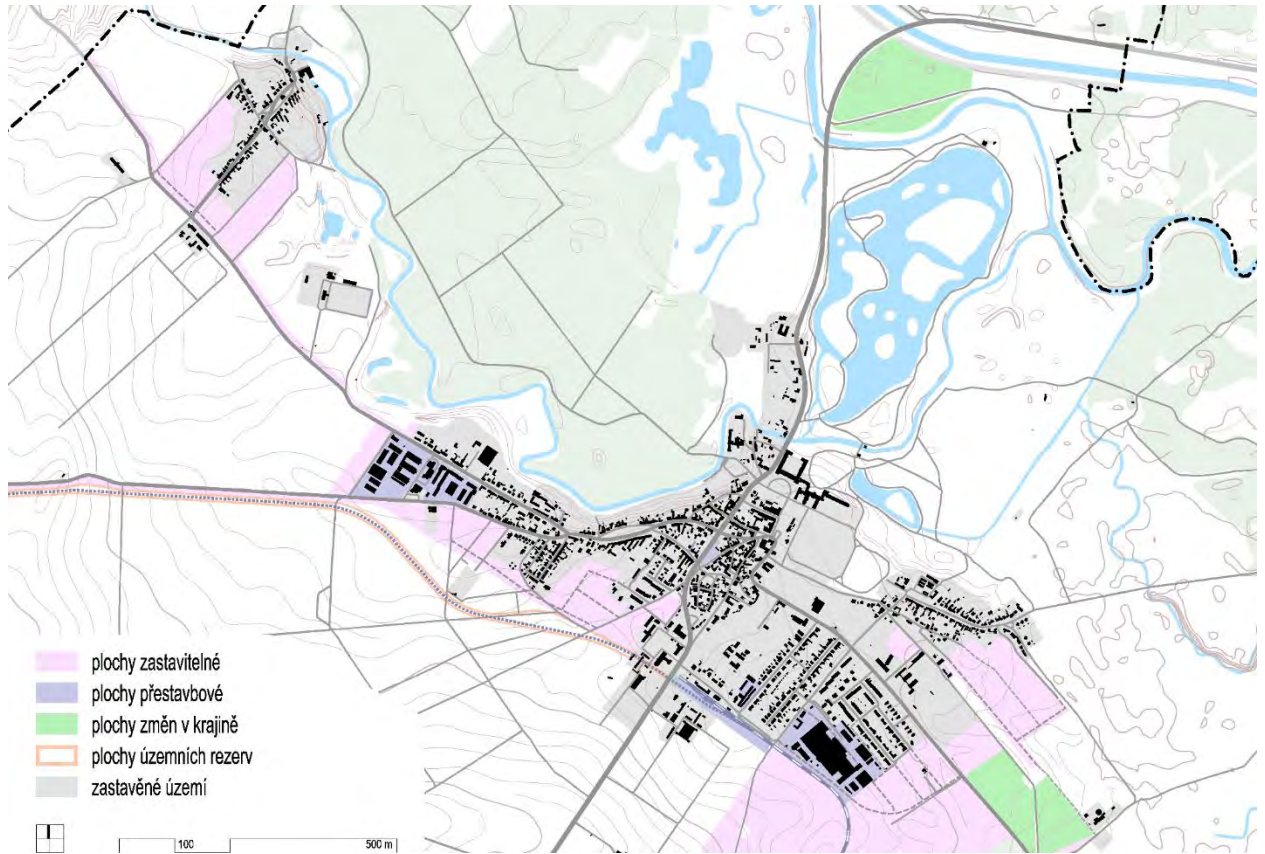 plochy zastavitelné
plochy přestavbové
plochy změn v krajině
plochy územních rezerv
zastavěné území
100 500 m